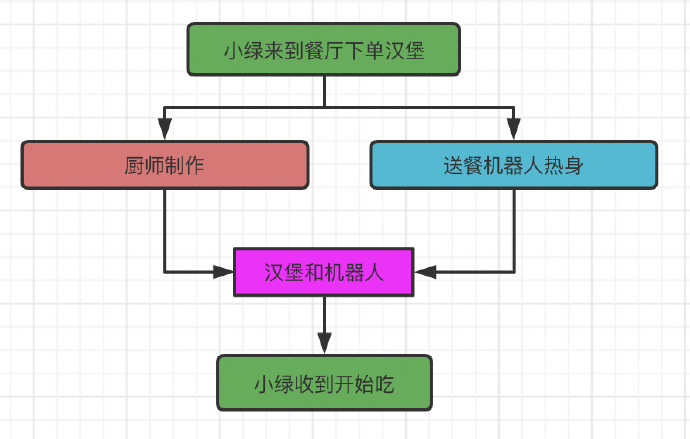 小绿来到餐厅下单汉堡
厨师制作
送餐机器人热身
汉堡和机器人
小绿收到开始吃